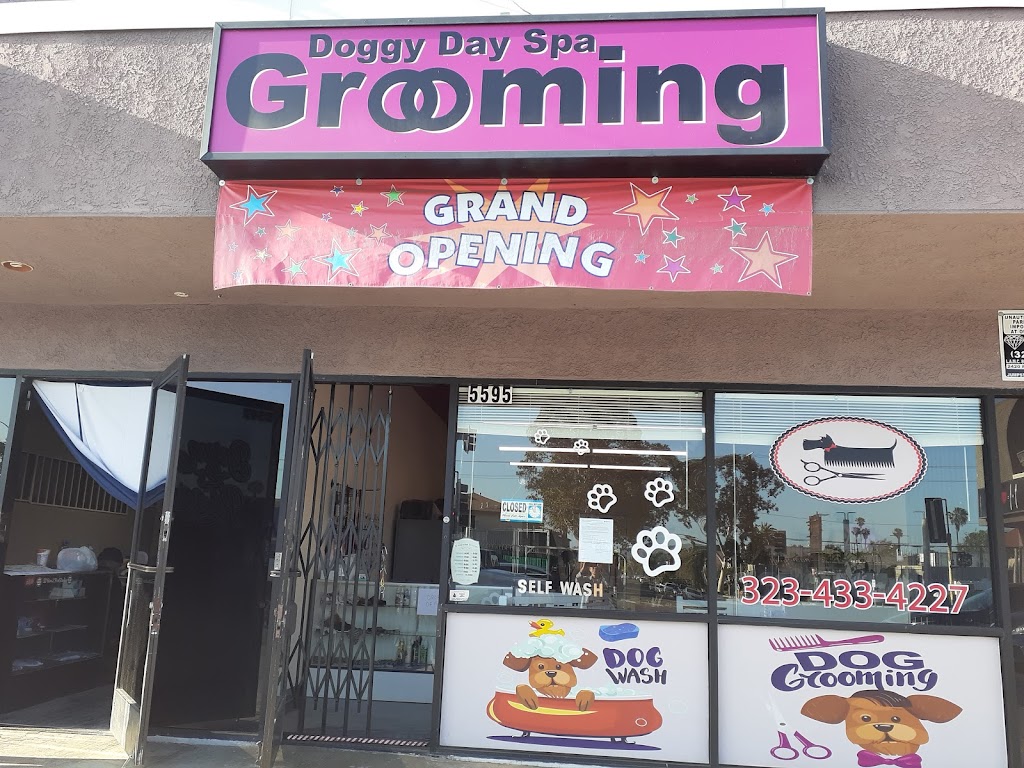 Doggy Day Spa
Grooming
GRAND
OPENING
5595
CLOSED
SELF WASH
323-433-4227
DOG
WASH
DOG
Grooming